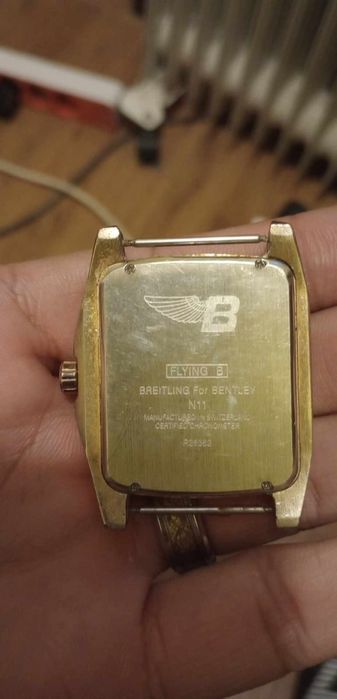 B
FLYING B
BREITLING For BENTLEY
N11
MANUFACTURED IN SWITZERLAND
CERTIFIED CHRONOMETER
R28362